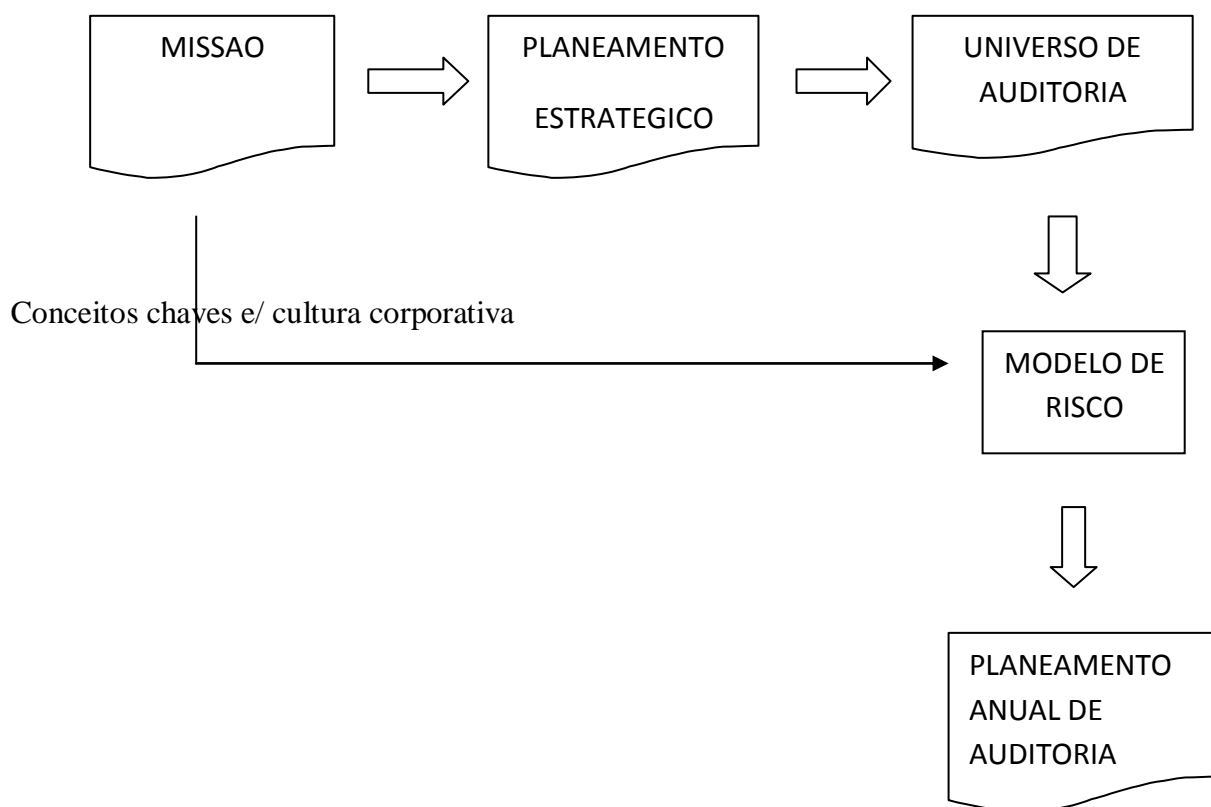 MISSAO
PLANEAMENTO
ESTRATEGICO
UNIVERSO DE
AUDITORIA
Conceitos chaves e/ cultura corporativa
MODELO DE
RISCO
PLANEAMENTO
ANUAL DE
AUDITORIA